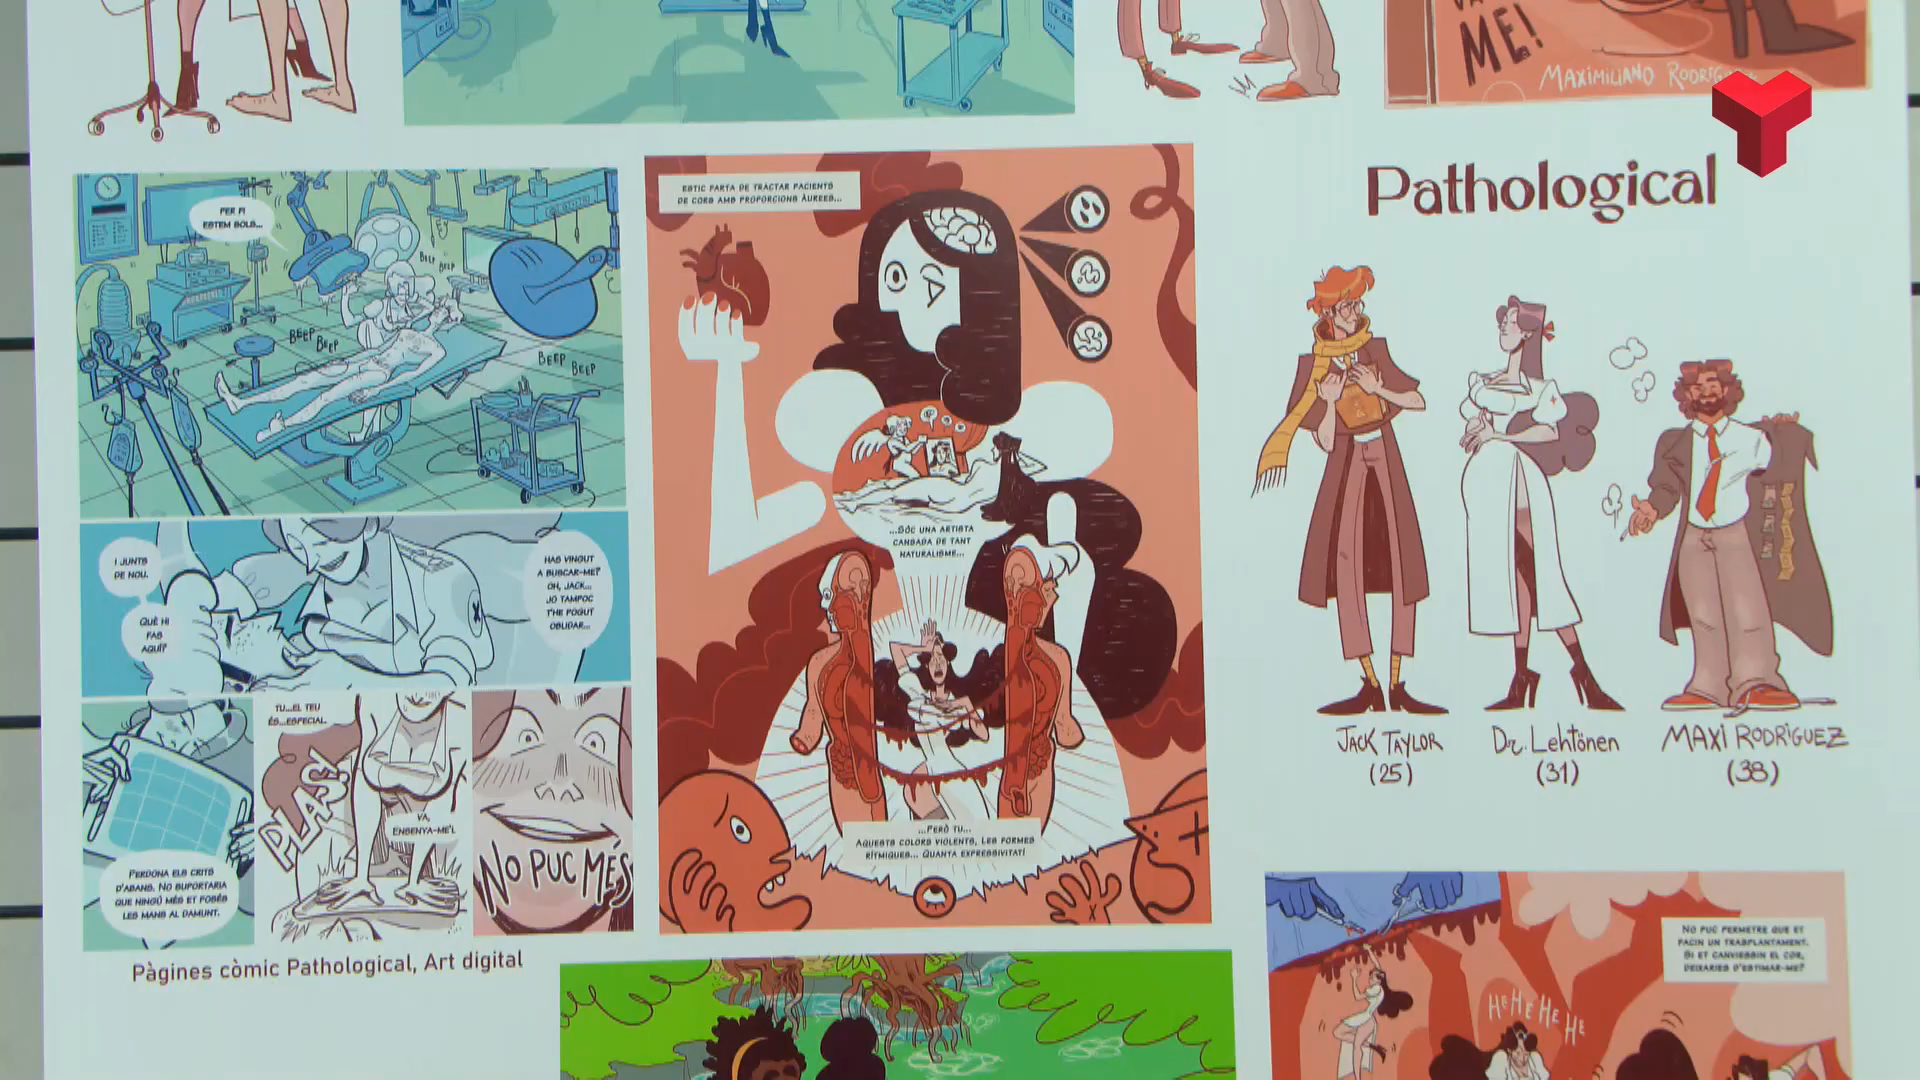 ME!
MAXIMILIANO
PER FI
ESTEM SOLS...
BEEP BEEP
BEEP BEEP
BEEP BEEP
I JUNTS
DE NOU.
QUÈ HI
FAS
AQUÍ?
HAS VINGUT
A BUSCAR-ME?
OH, JACK...
JO TAMPOC
T'HE POGUT
OBLIDAR...
PERDONA ELS CRITS
D'ABANS. NO SUPORTARIA
QUE NINGÚ MÉS ET POSÉS
LES MANS AL DAMUNT.
TU...EL TEU
ÉS...ESPECIAL.
PLAS!
VA,
ENSENYA-ME'L
NO PUC MÉS
Pàgines còmic Pathological, Art digital
ESTIC FARTA DE TRACTAR PACIENTS
DE COSS AMB PROPORCIONS ÀUREES...
...SÓC UNA ARTISTA
CANSADA DE TANT
NATURALISME...
...PERÒ TU...
AQUESTS COLORS VIOLENTS, LES FORMES
RÍTMIQUES... QUANTA EXPRESSIVITAT!
Pathological
JACK TAYLOR
(25)
Dr. Lehtönen
(31)
MAXI RODRIGUEZ
(38)
NO PUC PERMETRE QUE ET
FACIN UN TRASPLANTAMENT.
SI ET CANVIESSIN EL COR,
DEIXARIES D'ESTIMAR-ME?
HEHEHEHE